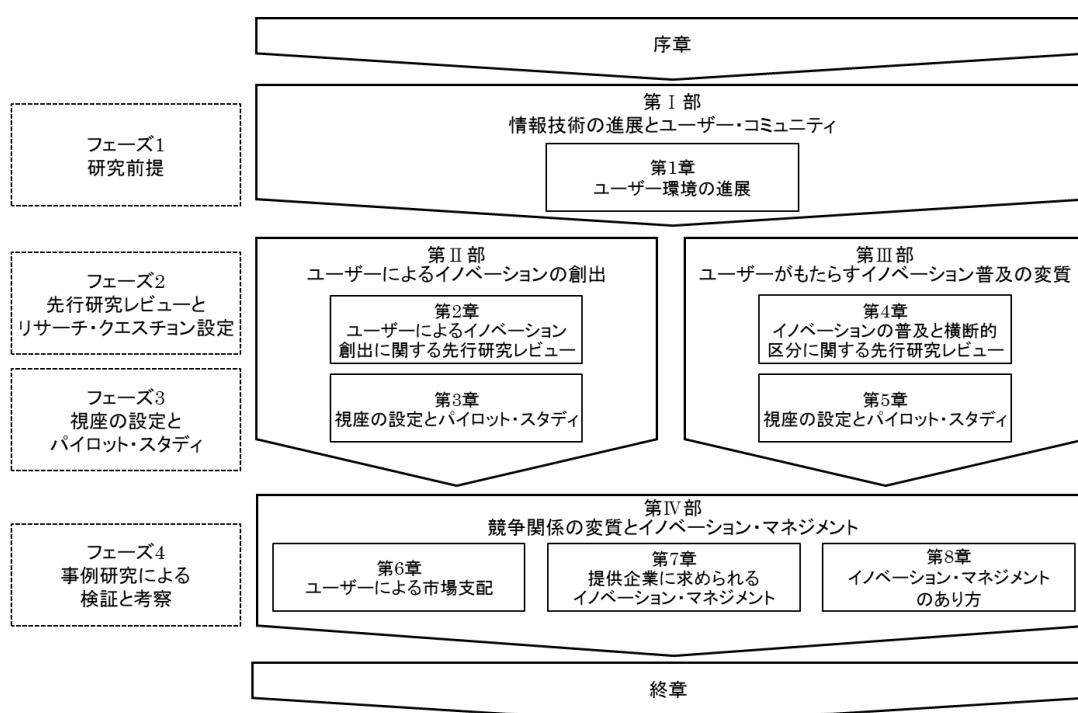 序章
フェーズ1
研究前提
第Ⅰ部
情報技術の進展とユーザー・コミュニティ
第1章
ユーザー環境の進展
フェーズ2
先行研究レビューと
リサーチ・クエスチョン設定
第Ⅱ部
ユーザーによるイノベーションの創出
第2章
ユーザーによるイノベーション
創出に関する先行研究レビュー
第Ⅲ部
ユーザーがもたらすイノベーション普及の変質
第4章
イノベーションの普及と横断的
区分に関する先行研究レビュー
フェーズ3
視座の設定と
パイロット・スタディ
第3章
視座の設定とパイロット・スタディ
第5章
視座の設定とパイロット・スタディ
フェーズ4
事例研究による
検証と考察
第Ⅳ部
競争関係の変質とイノベーション・マネジメント
第6章
ユーザーによる市場支配
第7章
提供企業に求められる
イノベーション・マネジメント
第8章
イノベーション・マネジメント
のあり方
終章